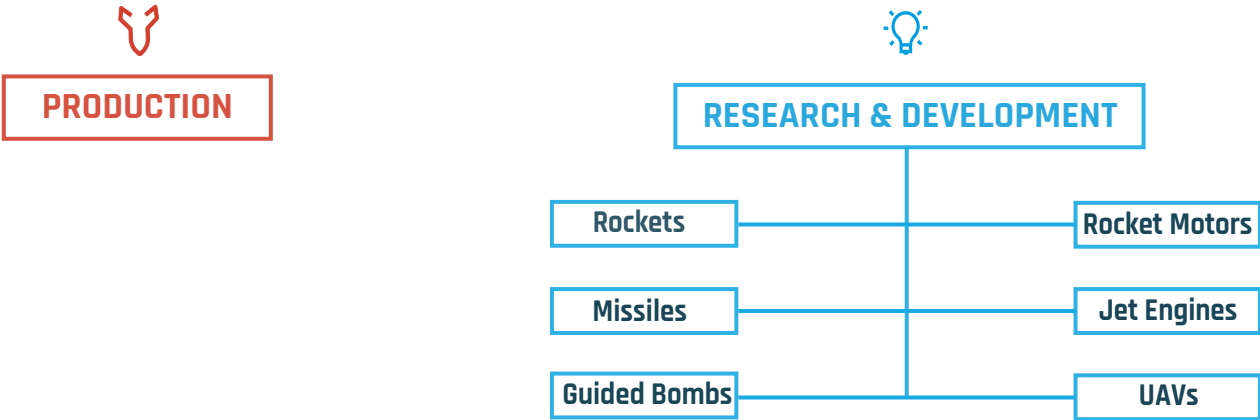 PRODUCTION
RESEARCH & DEVELOPMENT
Rockets
Rocket Motors
Missiles
Jet Engines
Guided Bombs
UAVs